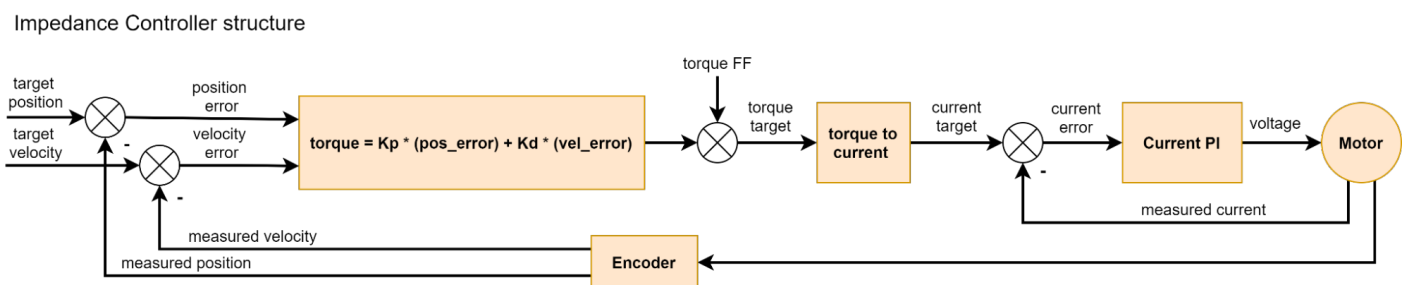 Impedance Controller structure
target
position
target
velocity
-
-
position
error
velocity
error
torque = Kp * (pos_error) + Kd * (vel_error)
torque FF
torque
target
torque to
current
current
target
-
current
error
Current PI
voltage
Motor
measured current
measured velocity
measured position
Encoder